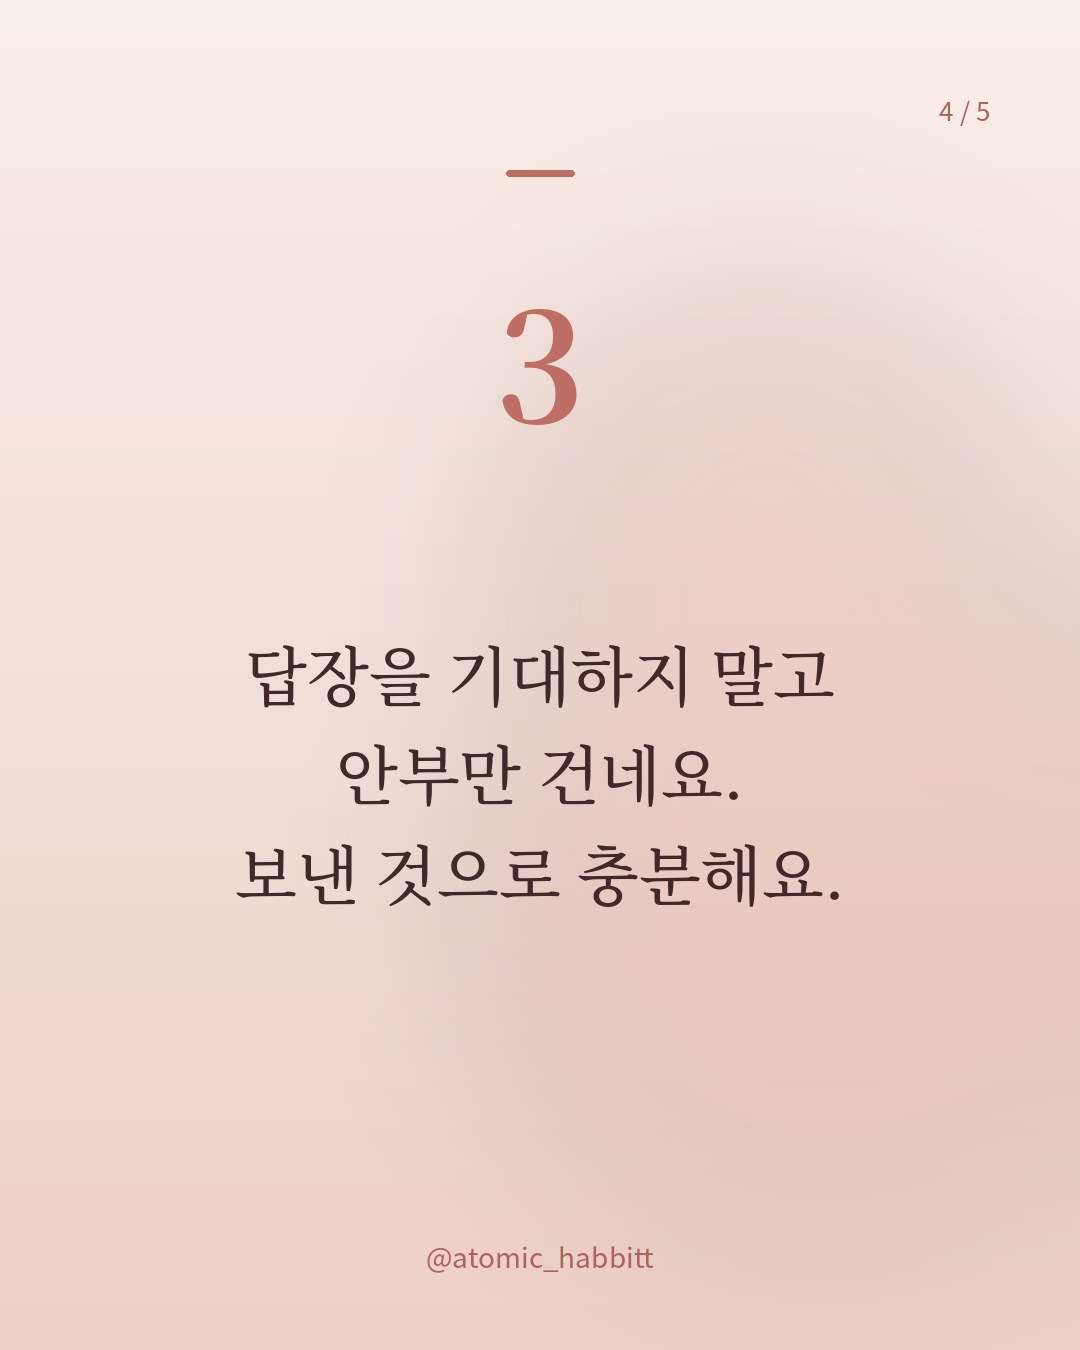 4 / 5
3
답장을 기대하지 말고
안부만 건네요.
보낸 것으로 충분해요.
@atomic_habbitt